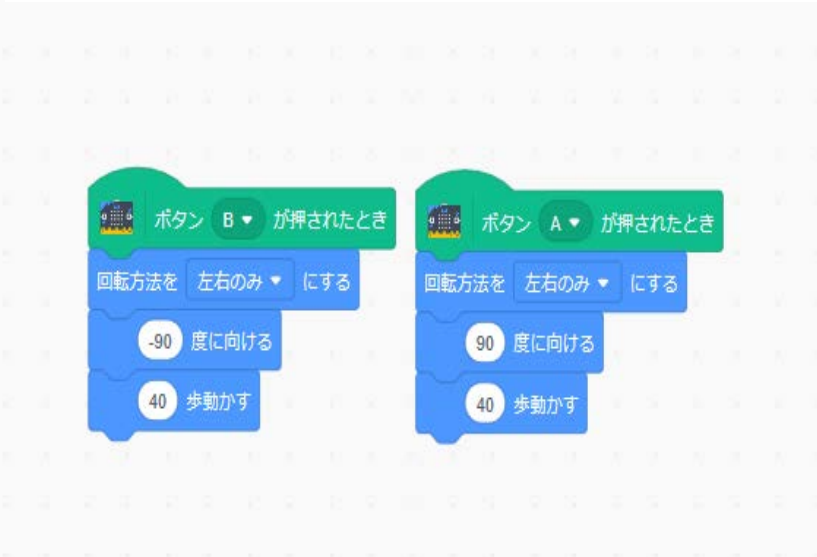 ボタン B が押されたとき
回転方法を 左右のみ にする
-90 度に向ける
40 歩動かす
ボタン A が押されたとき
回転方法を 左右のみ にする
90 度に向ける
40 歩動かす